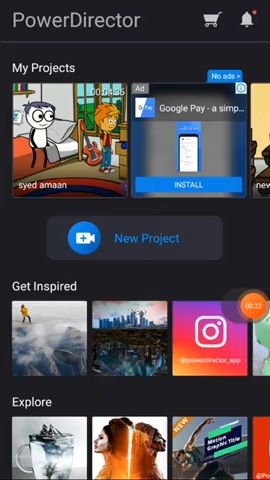 PowerDirector
My Projects
No ads >
00:04:35
Ad
Google Pay - a simp...
INSTALL
syed amaan
new
New Project
Get Inspired
00:22
@powerdirector_app
Explore
NEW
Motion
Graphic Title